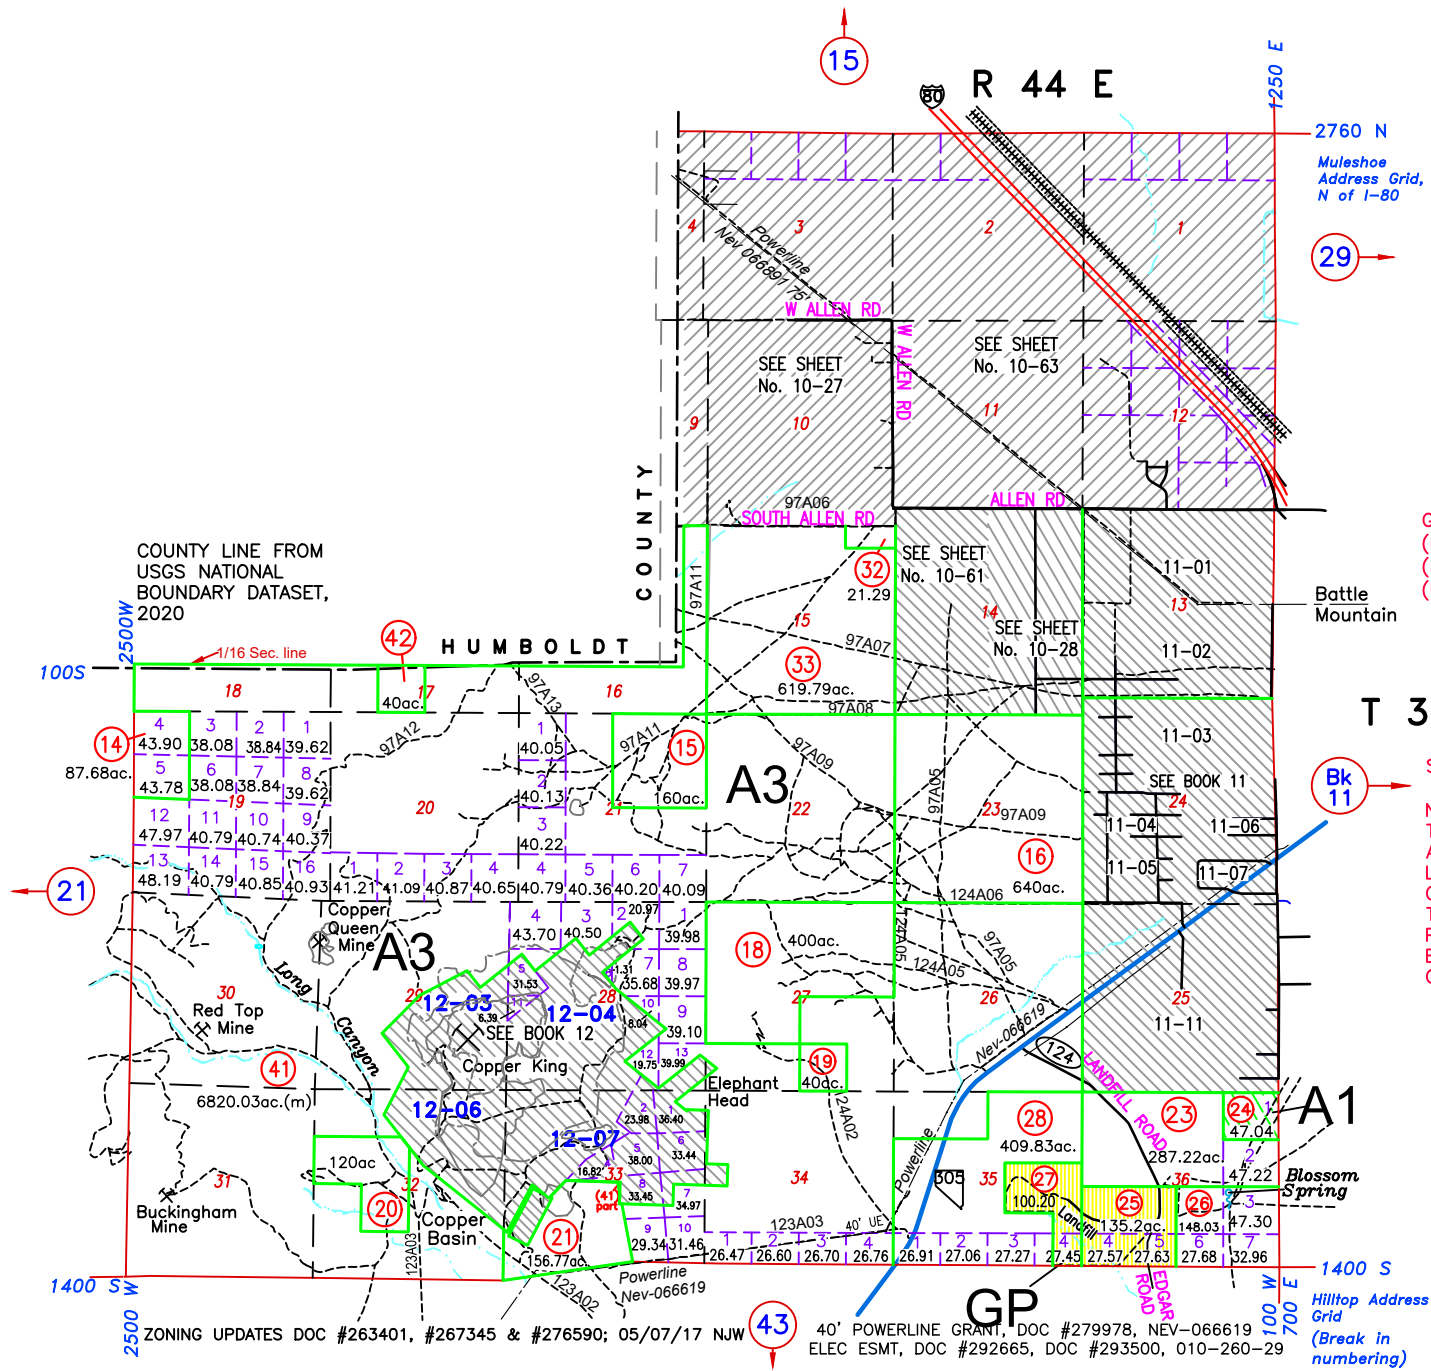 15
R 44 E
80
1250 E
2760 N
Muleshoe
Address Grid,
N of I-80
29
4
3
2
1
Powerline
Nev 066891 75'
W ALLEN RD
W ALLEN RD
SEE SHEET
No. 10-27
SEE SHEET
No. 10-63
9
10
11
12
COUNTY
97A06
SOUTH ALLEN RD
ALLEN RD
COUNTY LINE FROM
USGS NATIONAL
BOUNDARY DATASET,
2020
97A11
32
21.29
SEE SHEET
No. 10-61
14
SEE SHEET
No. 10-28
11-01
13
11-02
Battle
Mountain
2500W
100S
1/16 Sec. line
42
HUMBOLDT
15
97A07
33
619.79ac.
97A08
18
40ac.
17
16
97A13
T 3
14
87.68ac.
4
43.90
3
38.08
2
38.84
1
39.62
5
43.78
6
38.08
7
38.84
8
39.62
19
12
47.97
11
40.79
10
40.74
9
40.37
13
48.19
14
40.79
15
40.85
16
40.93
97A12
20
1
40.05
2
40.13
3
40.22
21
97A11
15
60ac.
A3
97A09
22
97A05
23
97A09
11-03
SEE BOOK 11
24
11-04
11-06
11-05
11-07
Bk
11
16
640ac.
124A06
21
1
41.21
2
41.09
3
40.87
4
40.65
4
40.79
5
40.36
6
40.20
7
40.09
Copper
Queen
Mine
A3
4
43.70
3
40.50
2
20.97
1
39.98
18
400ac.
124A05
124A05
97A05
Long
Canyon
30
Red Top
Mine
29
12-03
5
31.53
11
6.39
12-04
28
1.31
7
35.68
8
39.97
10
8.04
9
39.10
SEE BOOK 12
Copper King
12
19.75
13
39.99
27
26
Nev-066619
25
11-11
124
LANDFILL ROAD
41
6820.03ac.(m)
12-06
12-07
Elephant
Head
19
40ac.
124A02
2
23.98
1
36.40
6
33.44
38.00
16.82
33
8
33.45
7
34.97
(41)
part
9
29.34
10
31.46
28
409.83ac.
23
287.22ac.
24
1
47.04
A1
2
47.22
Blossom
Spring
120ac
31
32
20
Buckingham
Mine
Copper
Basin
123A03
21
56.77ac.
123A02
34
Powerline
305
35
27
100.20
Landfill
25
135.2ac.
36
26
148.03
3
47.30
123A03
40' UE
1
26.47
2
26.60
3
26.70
4
26.76
1
26.91
2
27.06
3
27.27
4
27.45
27.57
5
27.63
6
27.68
7
32.96
Powerline
Nev-066619
1400 S
2500 W
GP
EDGAR
ROAD
1400 S
100 W
700 E
Hilltop Address
Grid
(Break in
numbering)
ZONING UPDATES DOC #263401, #267345 & #276590; 05/07/17 NJW
43
40' POWERLINE GRANT, DOC #279978, NEV-066619
ELEC ESMT, DOC #292665, DOC #293500, 010-260-29